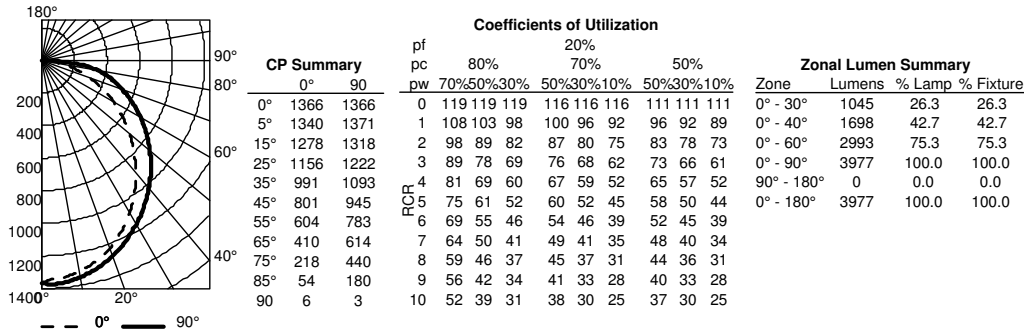 180°
90°
80°
200
400
60°
600
800
1000
40°
1200
1400 0° 20°
0° 90°
CP Summary
0° 90
0° 1366 1366
5° 1340 1371
15° 1278 1318
25° 1156 1222
35° 991 1093
45° 801 945
55° 604 783
65° 410 614
75° 218 440
85° 54 180
90 6 3
Coefficients of Utilization
pf 20%
pc 80% 70% 50%
pw 70%50%30% 50%30%10% 50%30%10%
RCR
0 119 119 119 116 116 116 111 111 111
1 108 103 98 100 96 92 96 92 89
2 98 89 82 87 80 75 83 78 73
3 89 78 69 76 68 62 73 66 61
4 81 69 60 67 59 52 65 57 52
5 75 61 52 60 52 45 58 50 44
6 69 55 46 54 46 39 52 45 39
7 64 50 41 49 41 35 48 40 34
8 59 46 37 45 37 31 44 36 31
9 56 42 34 41 33 28 40 33 28
10 52 39 31 38 30 25 37 30 25
Zonal Lumen Summary
Zone Lumens % Lamp % Fixture
0° - 30° 1045 26.3 26.3
0° - 40° 1698 42.7 42.7
0° - 60° 2993 75.3 75.3
0° - 90° 3977 100.0 100.0
90° - 180° 0 0.0 0.0
0° - 180° 3977 100.0 100.0